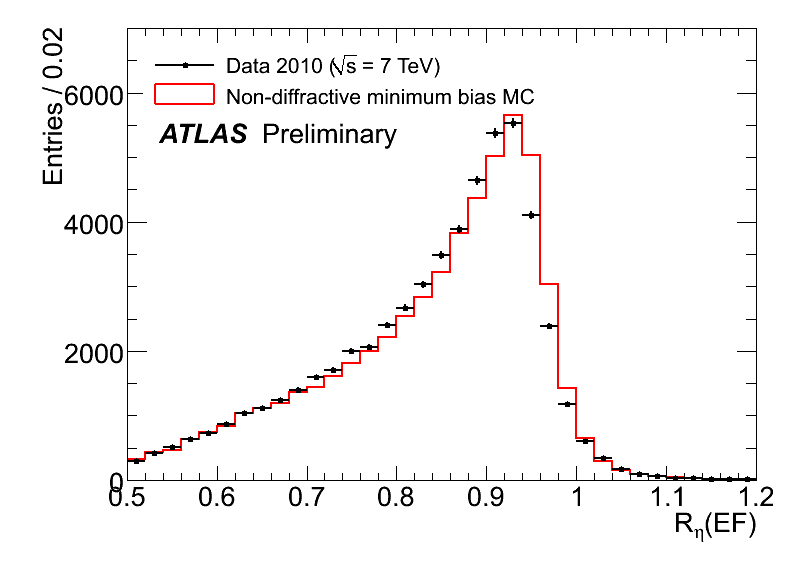 Entries / 0.02
Data 2010 (√s = 7 TeV)
Non-diffractive minimum bias MC
ATLAS Preliminary
6000
4000
2000
0
0.5 0.6 0.7 0.8 0.9 1 1.1 1.2
Rη(EF)